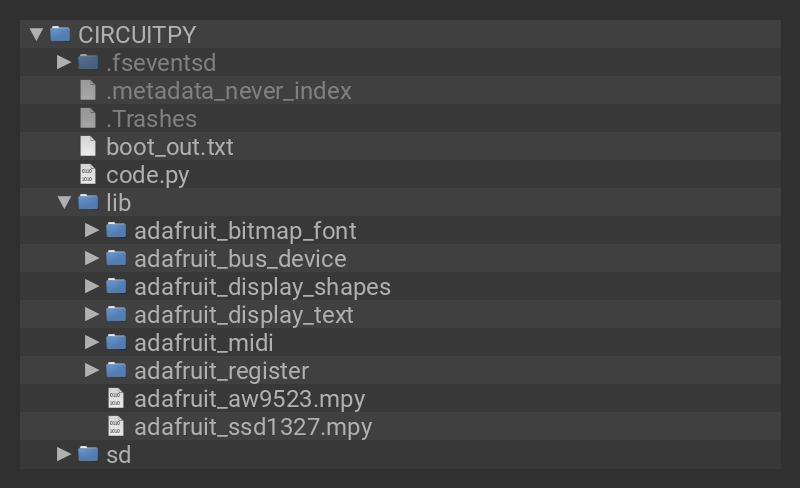 CIRCUITPY
.fseventsd
.metadata_never_index
.Trashes
boot_out.txt
code.py
lib
adafruit_bitmap_font
adafruit_bus_device
adafruit_display_shapes
adafruit_display_text
adafruit_midi
adafruit_register
adafruit_aw9523.mpy
adafruit_ssd1327.mpy
sd